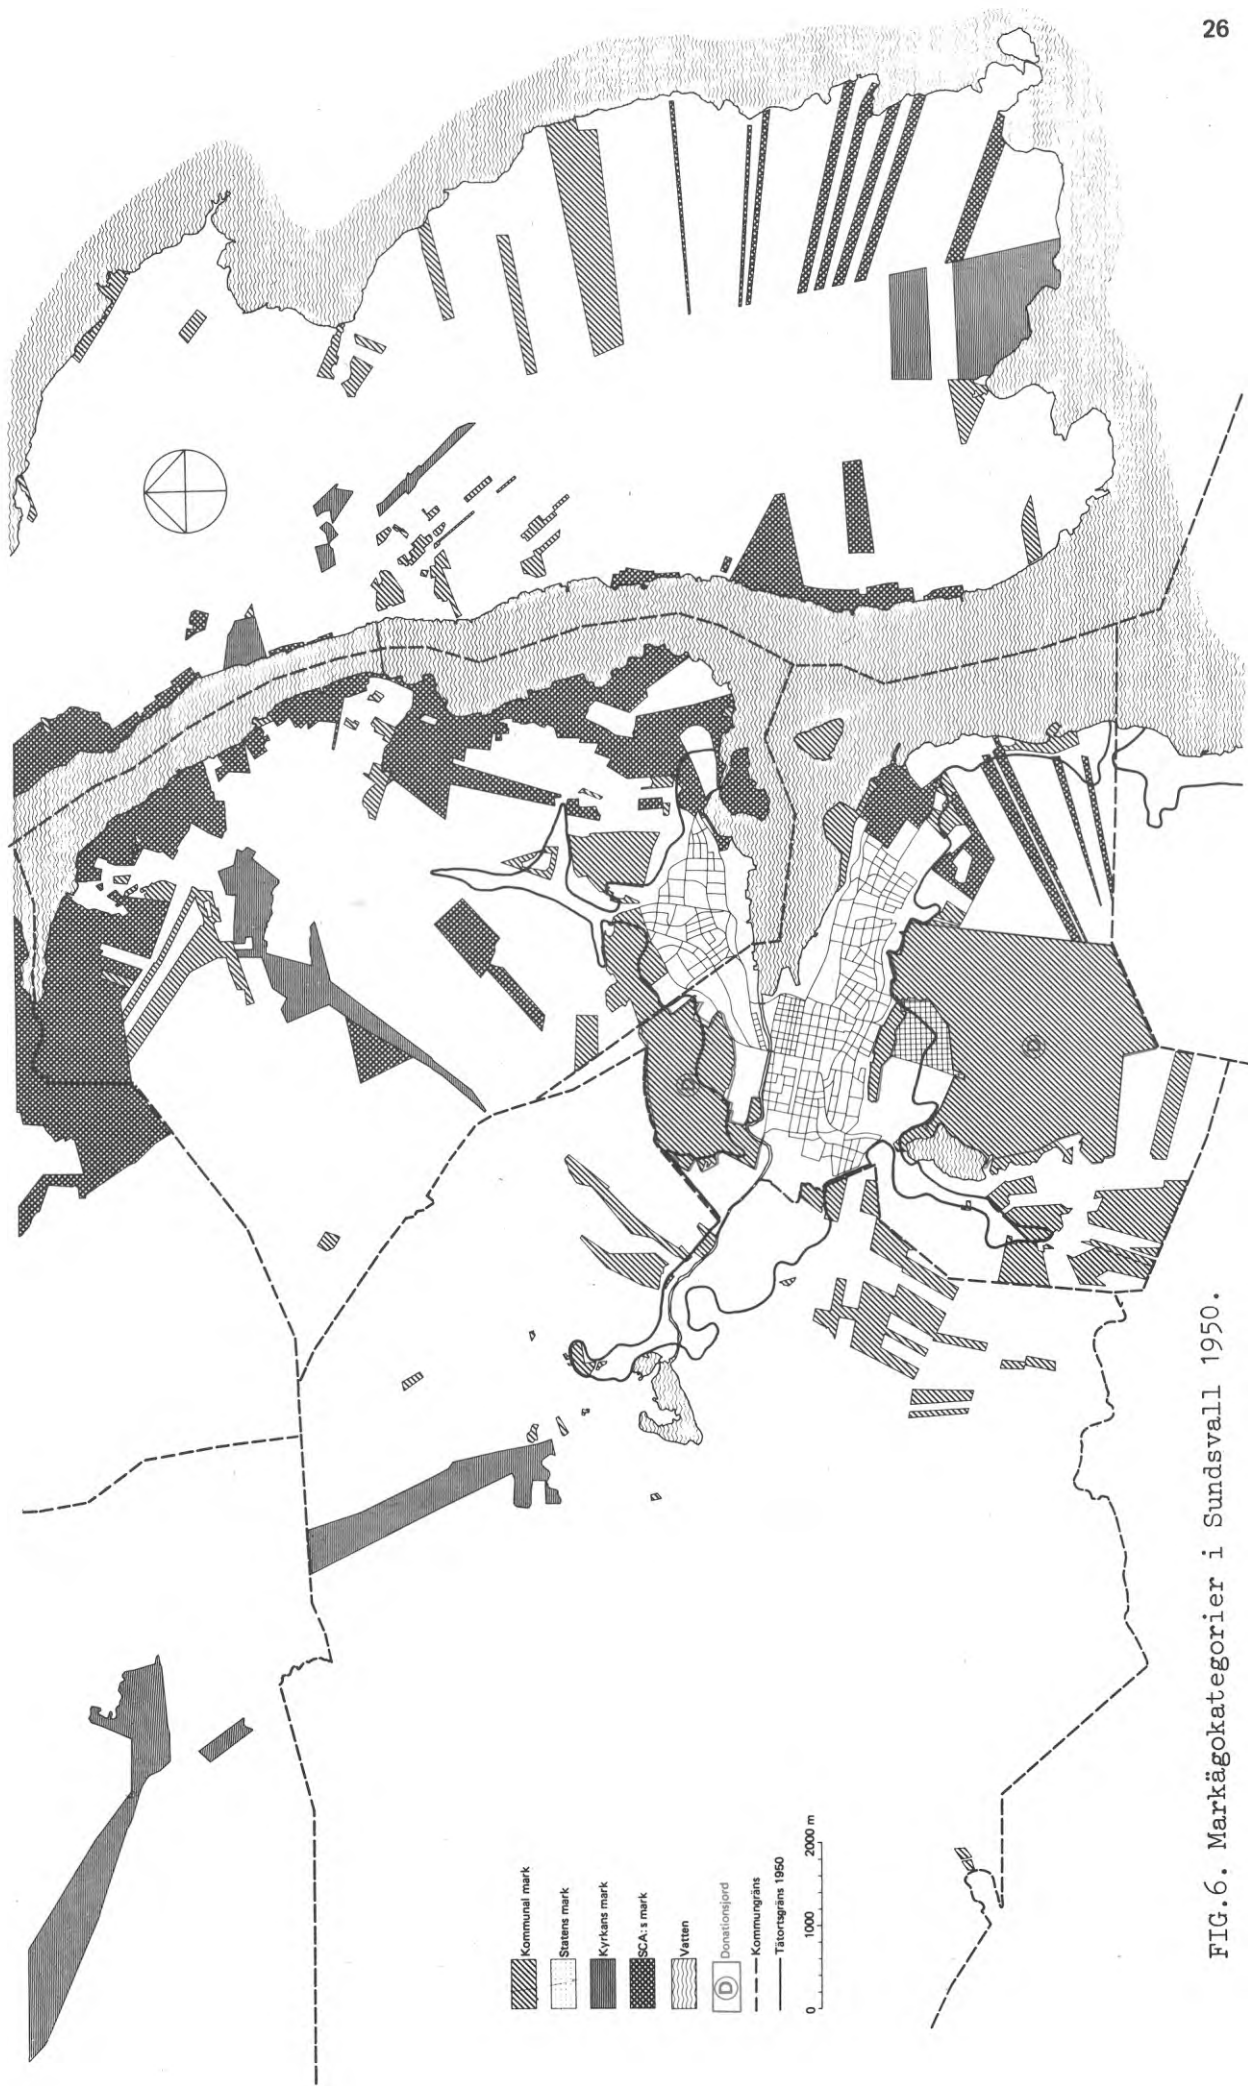 26
Kommunal mark
Statens mark
Kyrkans mark
SCA:s mark
Vatten
D Donationsjord
Kommungräns
Tätortsgräns 1950
0 1000 2000 m
D
D
FIG.6. Markägokategorier i Sundsvall 1950.